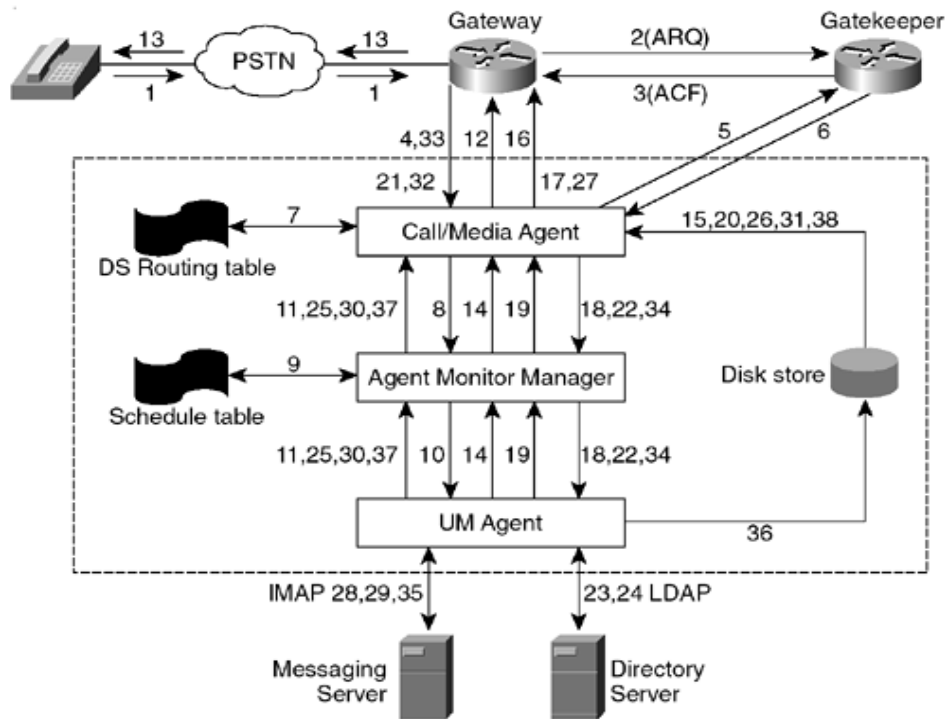 Gateway
Gatekeeper
13
13
2(ARQ)
PSTN
1
1
3(ACF)
4,33
12
16
5
6
21,32
17,27
7
Call/Media Agent
15,20,26,31,38
DS Routing table
11,25,30,37
8
14
19
18,22,34
9
Agent Monitor Manager
Disk store
Schedule table
11,25,30,37
10
14
19
18,22,34
UM Agent
36
IMAP 28,29,35
23,24 LDAP
Messaging
Server
Directory
Server